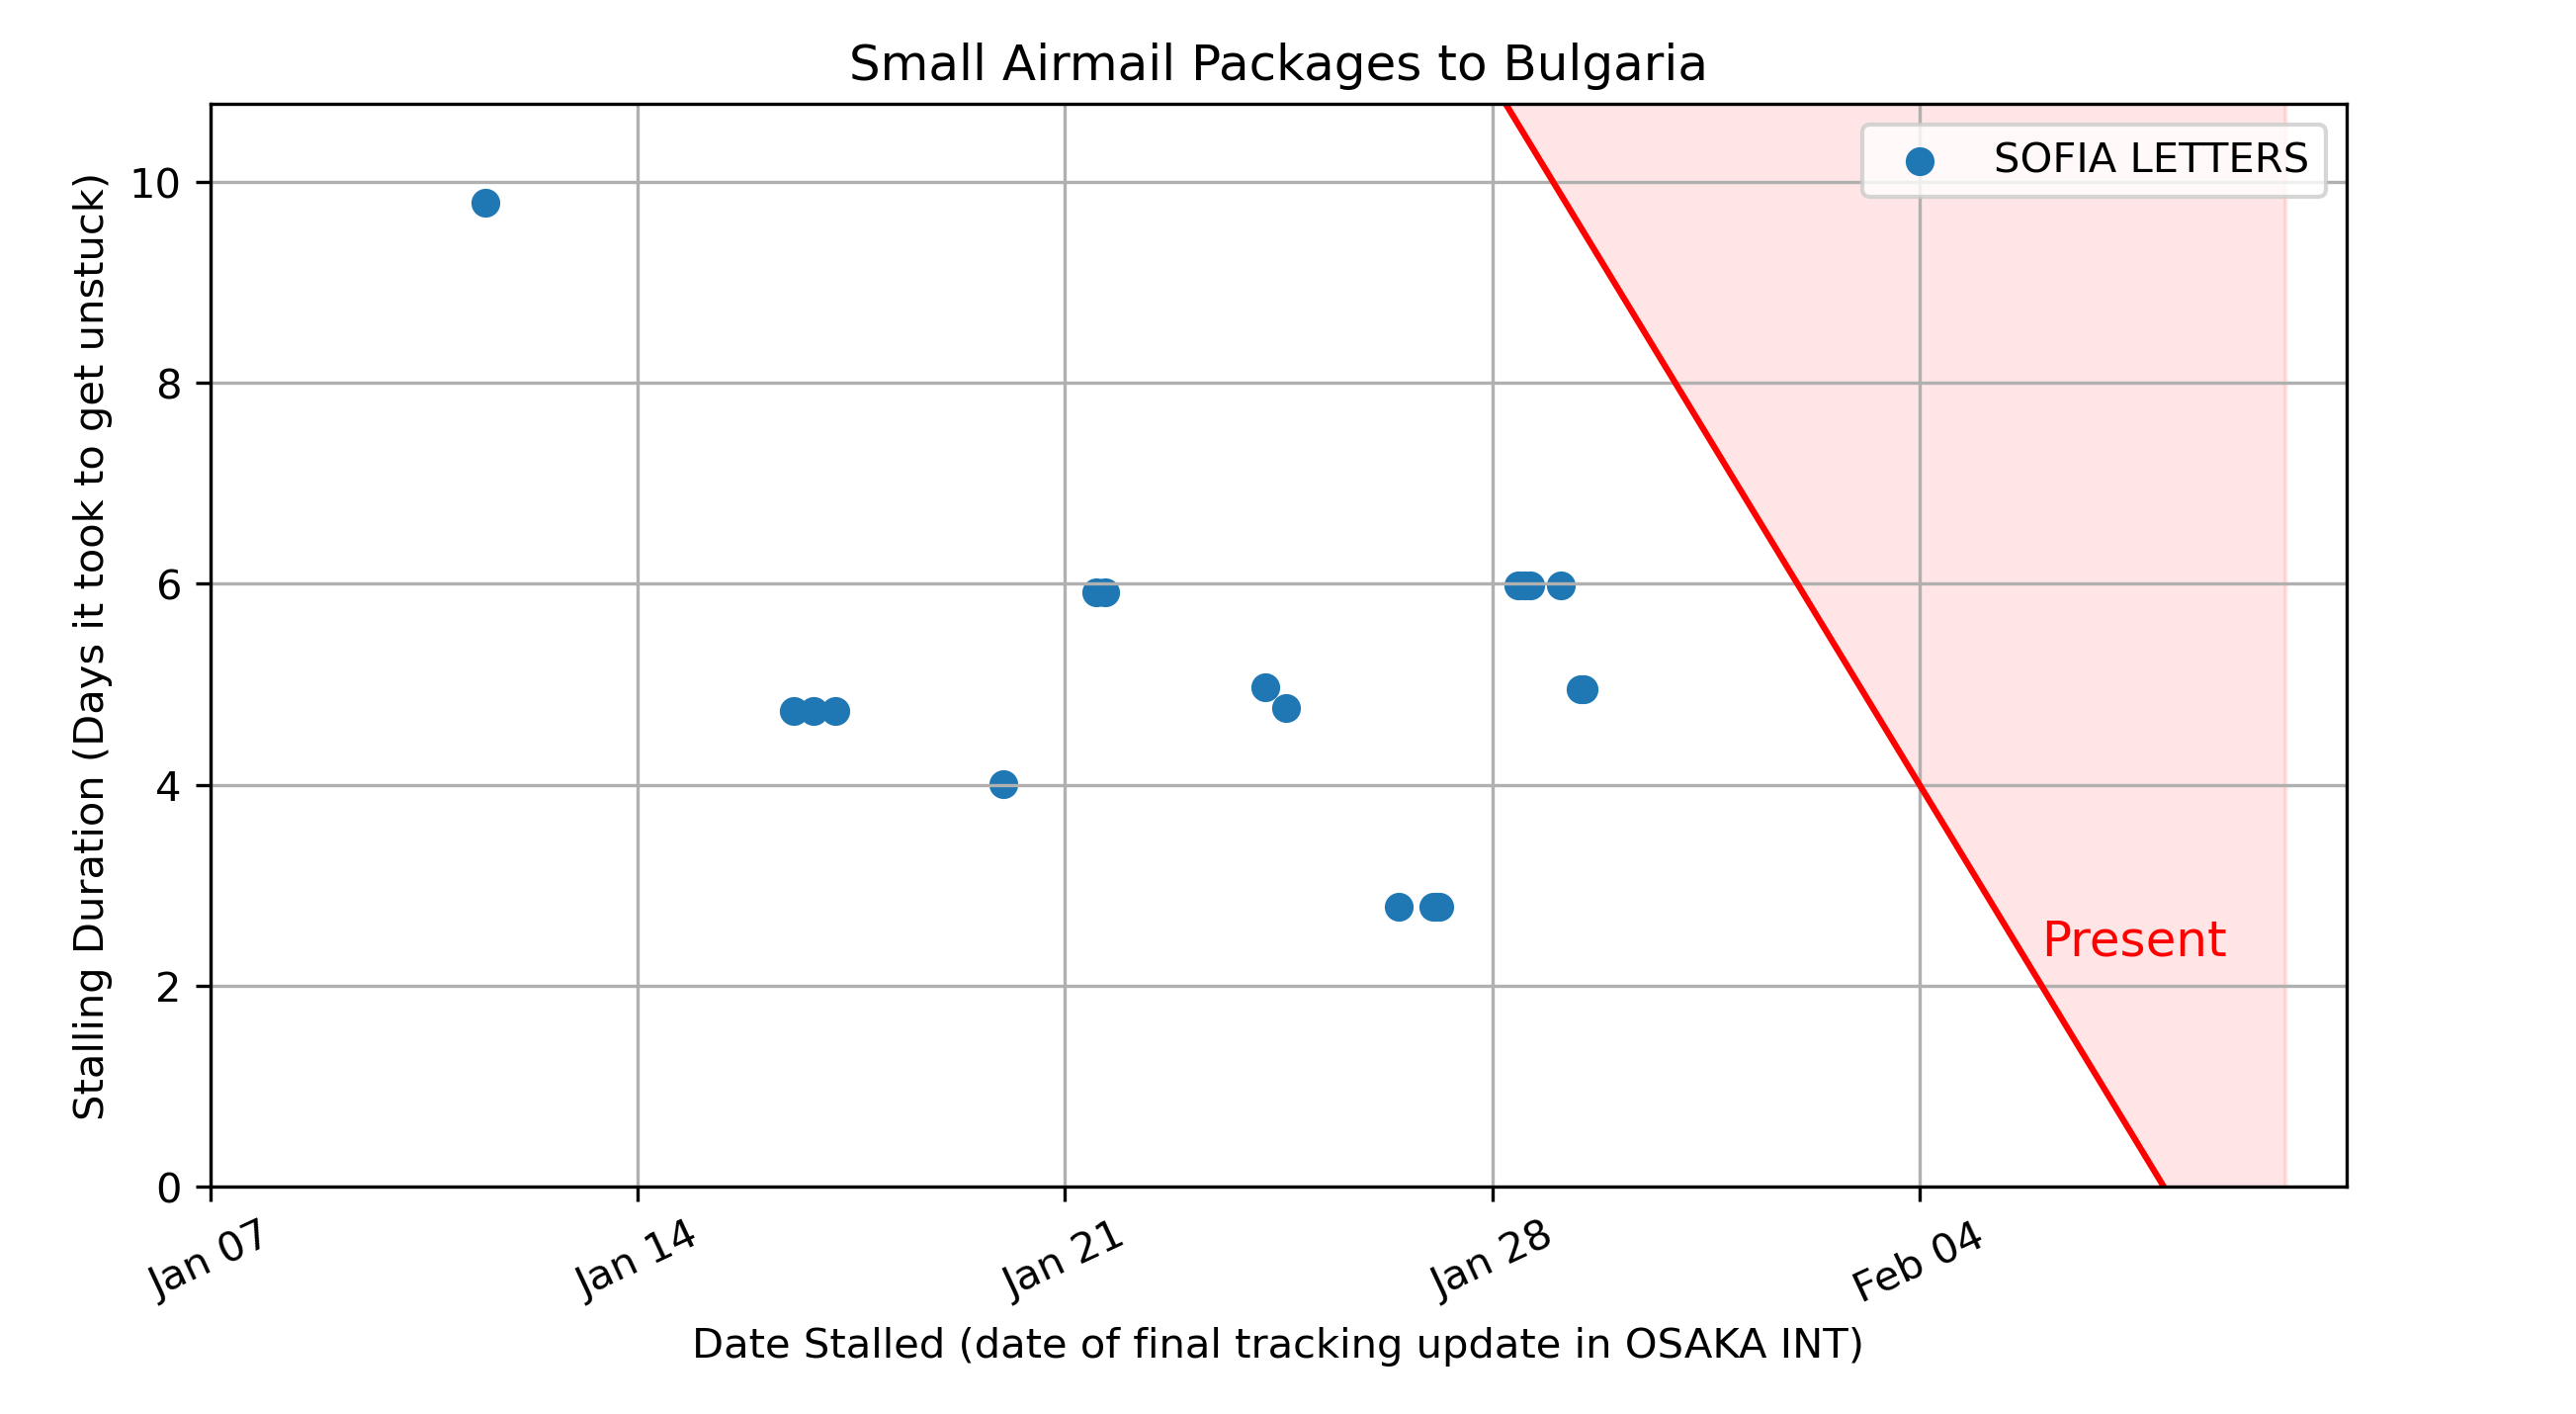 Small Airmail Packages to Bulgaria
SOFIA LETTERS
Stalling Duration (Days it took to get unstuck)
10
8
6
4
2
0
Present
Jan 07
Jan 14
Jan 21
Jan 28
Feb 04
Date Stalled (date of final tracking update in OSAKA INT)